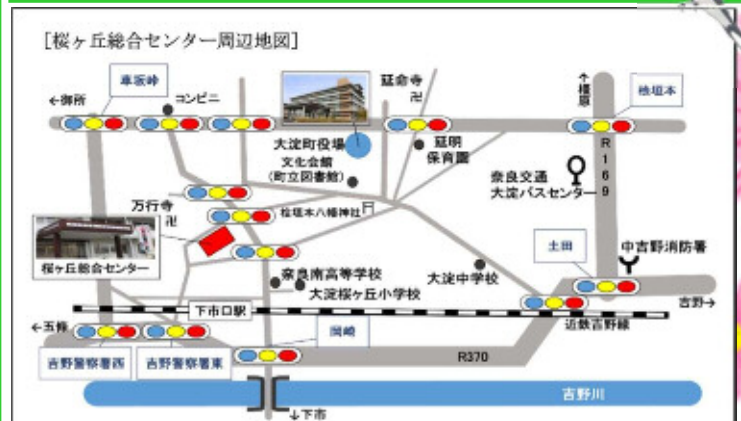 [桜ヶ丘総合センター周辺地図]
車坂峠
←御所
コンビニ
延命寺
卍
↑橿原
桧垣本
大淀町役場
文化会館
(町立図書館)
延明
保育園
奈良交通
大淀バスセンター
R169
万行寺
卍
桧垣本八幡神社
桜ヶ丘総合センター
土田
中吉野消防署
奈良南高等学校
大淀桜ヶ丘小学校
大淀中学校
下市口駅
吉野→
近鉄吉野線
←五條
吉野警察署西
吉野警察署東
岡崎
R370
吉野川
↓下市